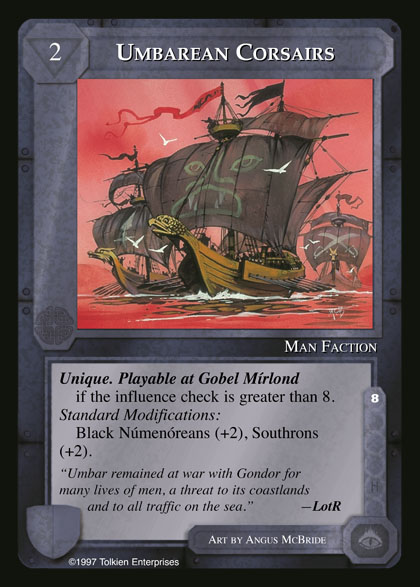 2
UMBAREAN CORSAIRS
MAN FACTION
Unique. Playable at Gobel Mírlond
if the influence check is greater than 8.
Standard Modifications:
Black Númenóreans (+2), Southrons
(+2).
8
“Umbar remained at war with Gondor for
many lives of men, a threat to its coastlands
and to all traffic on the sea.” —LotR
H
ART BY ANGUS MCBRIDE
©1997 Tolkien Enterprises